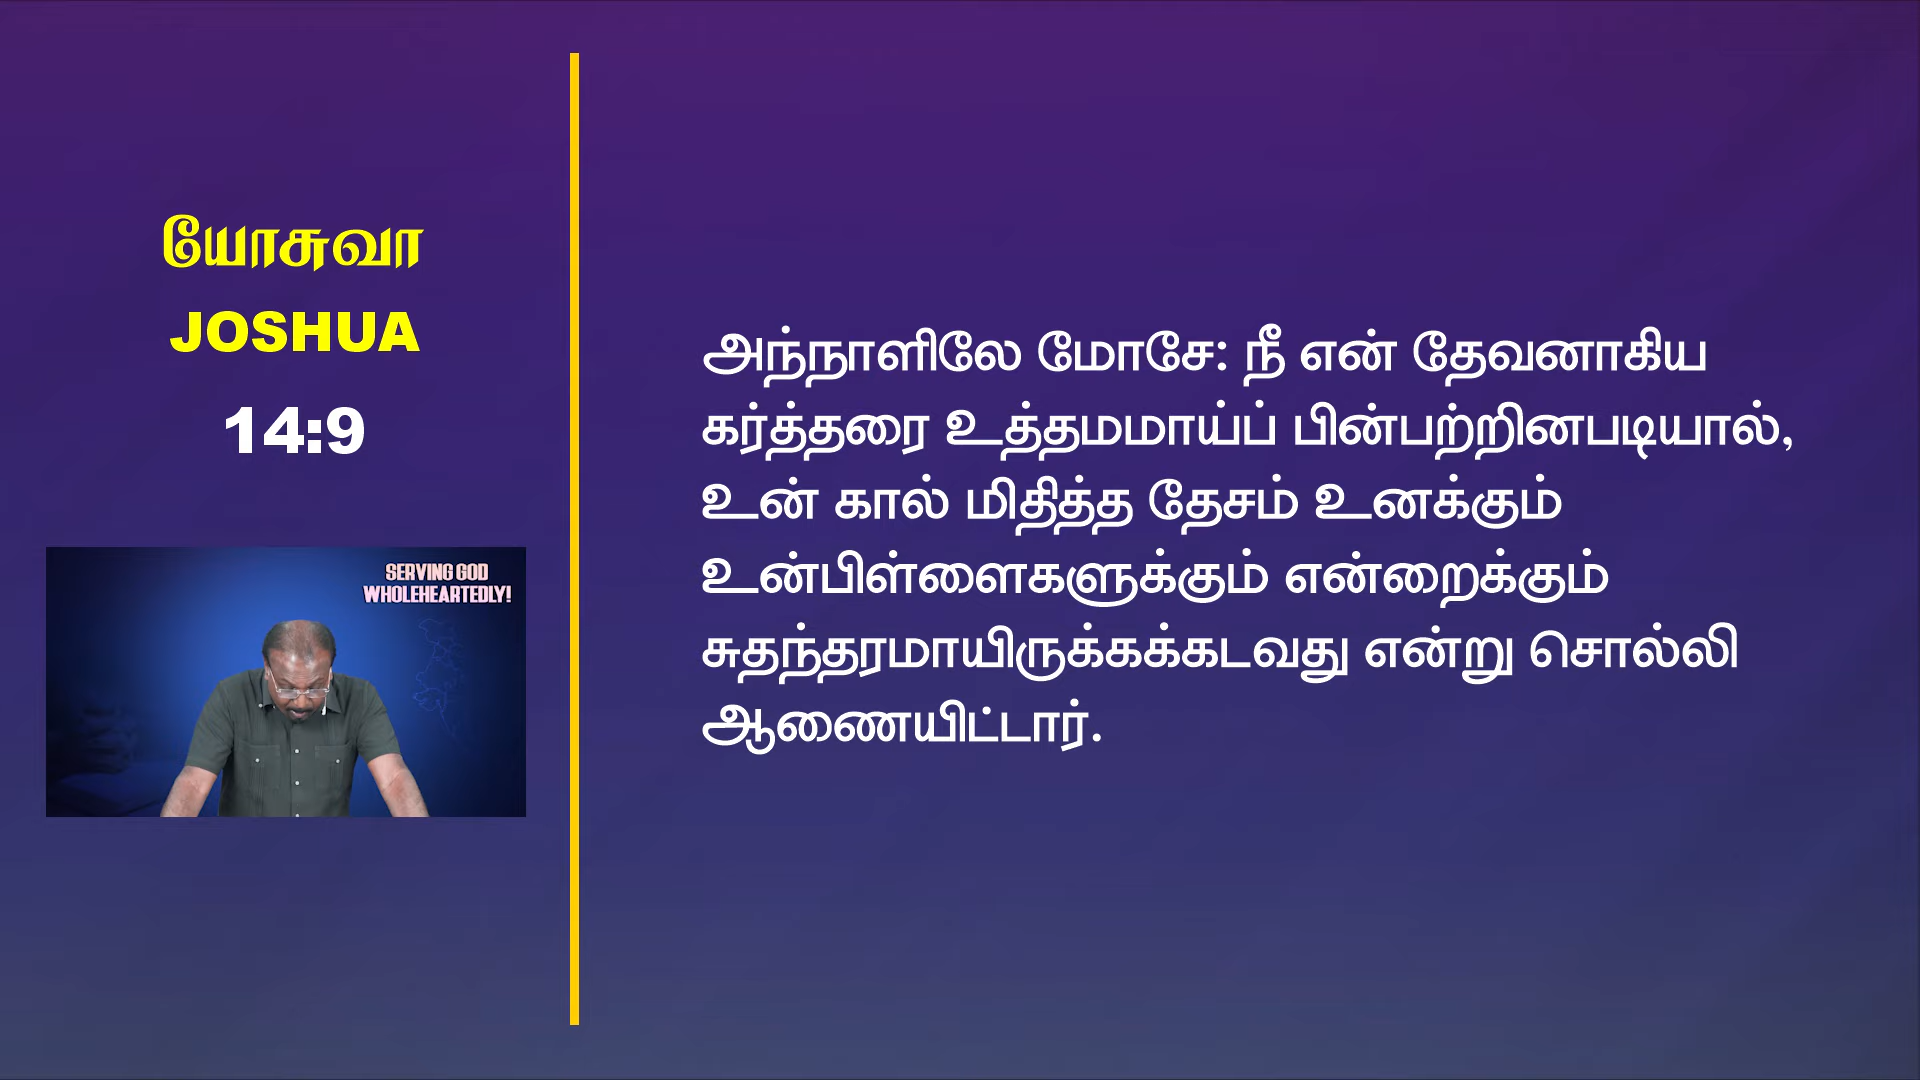 யோசுவா
JOSHUA
14:9
SERVING GOD
WHOLEHEARTEDLY!
அந்நாளிலே மோசே: நீ என் தேவனாகிய
கர்த்தரை உத்தமமாய்ப் பின்பற்றினபடியால்,
உன் கால் மிதித்த தேசம் உனக்கும்
உன்பிள்ளைகளுக்கும் என்றைக்கும்
சுதந்தரமாயிருக்கக்கடவது என்று சொல்லி
ஆணையிட்டார்.